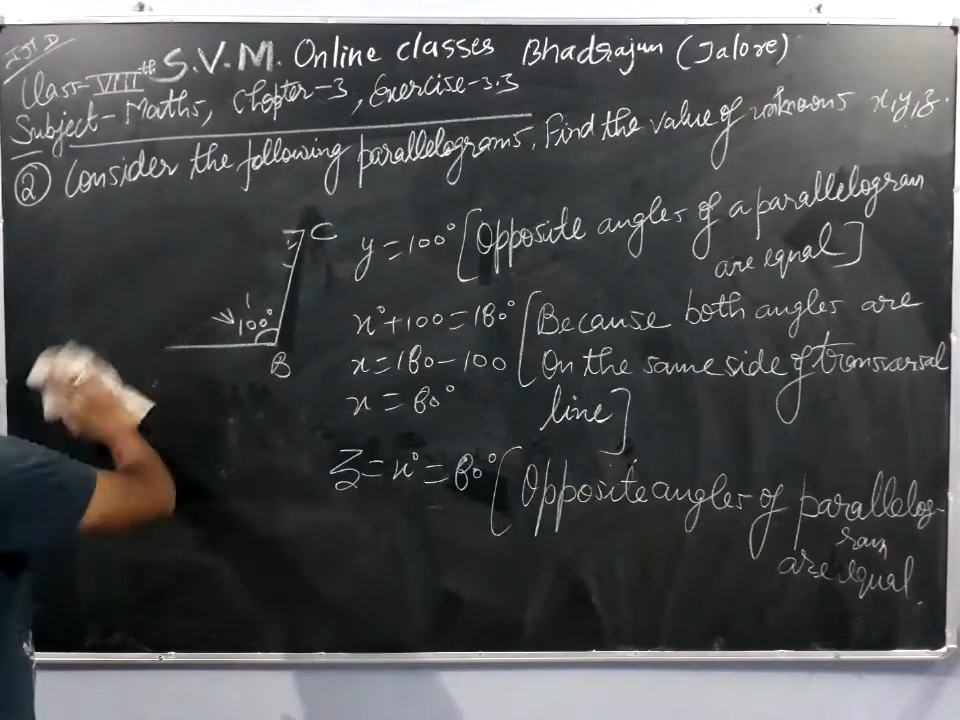 S.V.M. Online classes Bhadrajun (Jalore)
Class-VIIIth
Subject-Maths, Chapter-3, Exercise-3.3
② Consider the following parallelograms, Find the value of unknowns x,y,z.
C
100°
B
y = 100° [Opposite angles of a parallelogram
are equal]
x°+100=180° [Because both angles are
x=180-100 On the same side of transversal
x = 80° line]
z = x° = 80° [Opposite angles of parallelog-
ram
are equal.